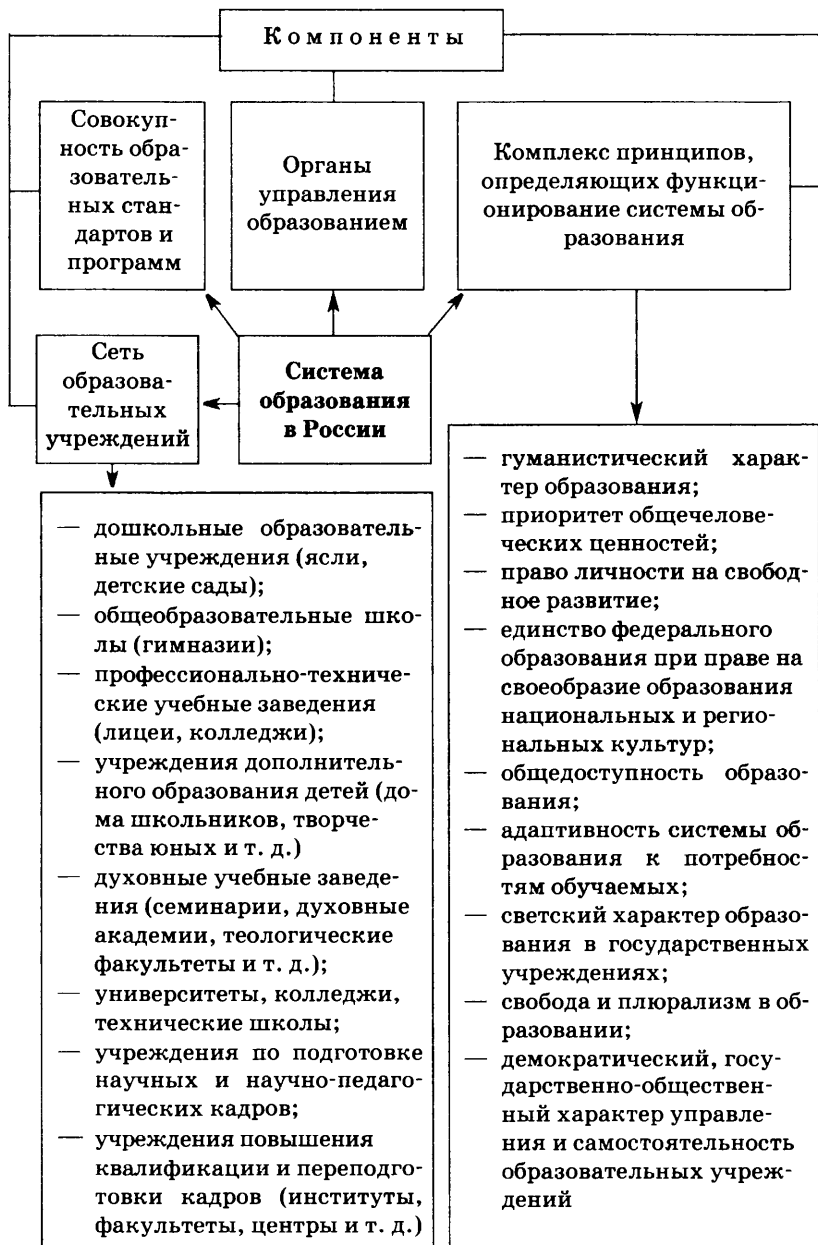 Компоненты
Совокуп-
ность обра-
зователь-
ных стан-
дартов и
программ
Органы
управления
образованием
Комплекс принципов,
определяющих функци-
онирование системы об-
разования
Сеть
образова-
тельных
учреждений
Система
образования
в России
— дошкольные образователь-
ные учреждения (ясли,
детские сады);
— общеобразовательные шко-
лы (гимназии);
— профессионально-техниче-
ские учебные заведения
(лицеи, колледжи);
— учреждения дополнитель-
ного образования детей (до-
ма школьников, творче-
ства юных и т. д.)
— духовные учебные заведе-
ния (семинарии, духовные
академии, теологические
факультеты и т. д.);
— университеты, колледжи,
технические школы;
— учреждения по подготовке
научных и научно-педаго-
гических кадров;
— учреждения повышения
квалификации и переподго-
товки кадров (институты,
факультеты, центры и т. д.)
— гуманистический харак-
тер образования;
— приоритет общечелове-
ческих ценностей;
— право личности на свобод-
ное развитие;
— единство федерального
образования при праве на
своеобразие образования
национальных и регио-
нальных культур;
— общедоступность образо-
вания;
— адаптивность системы об-
разования к потребнос-
тям обучаемых;
— светский характер образо-
вания в государственных
учреждениях;
— свобода и плюрализм в об-
разовании;
— демократический, госу-
дарственно-обществен-
ный характер управле-
ния и самостоятельность
образовательных учреж-
дений